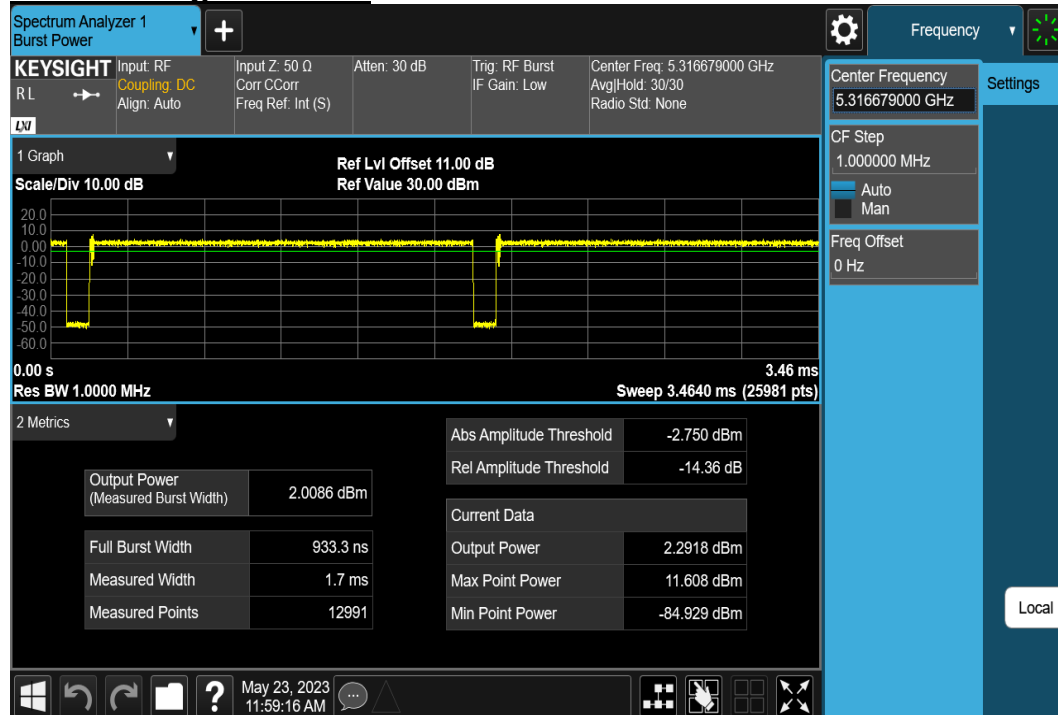 Spectrum Analyzer 1
Burst Power
+
Frequency
KEYSIGHT
R L
LXI
Input: RF
Coupling: DC
Align: Auto
Input Z: 50 Ω
Corr CCorr
Freq Ref: Int (S)
Atten: 30 dB
Trig: RF Burst
IF Gain: Low
Center Freq: 5.316679000 GHz
Avg|Hold: 30/30
Radio Std: None
Center Frequency
5.316679000 GHz
Settings
CF Step
1.000000 MHz
Auto
Man
Freq Offset
0 Hz
1 Graph
Scale/Div 10.00 dB
Ref Lvl Offset 11.00 dB
Ref Value 30.00 dBm
20.0
10.0
0.00
-10.0
-20.0
-30.0
-40.0
-50.0
-60.0
0.00 s
3.46 ms
Res BW 1.0000 MHz
Sweep 3.4640 ms (25981 pts)
2 Metrics
Output Power
(Measured Burst Width)
2.0086 dBm
Full Burst Width 933.3 ns
Measured Width 1.7 ms
Measured Points 12991
Abs Amplitude Threshold -2.750 dBm
Rel Amplitude Threshold -14.36 dB
Current Data
Output Power 2.2918 dBm
Max Point Power 11.608 dBm
Min Point Power -84.929 dBm
Local
?
May 23, 2023
11:59:16 AM